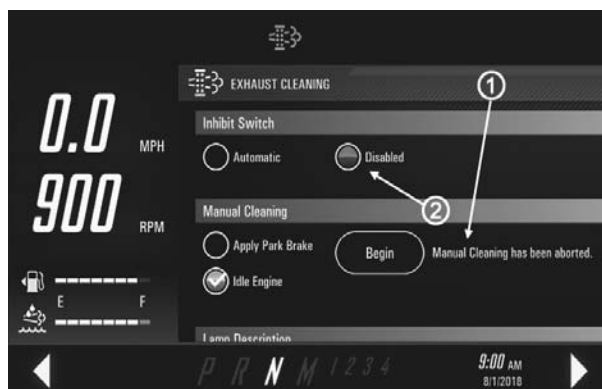 EXHAUST CLEANING
1
Inhibit Switch
Automatic
Disabled
0.0 MPH
2
Manual Cleaning
900 RPM
Apply Park Brake
Begin
Manual Cleaning has been aborted.
Idle Engine
E F
Lamp Description
P R N M 1 2 3 4
9:00 AM
8/1/2018